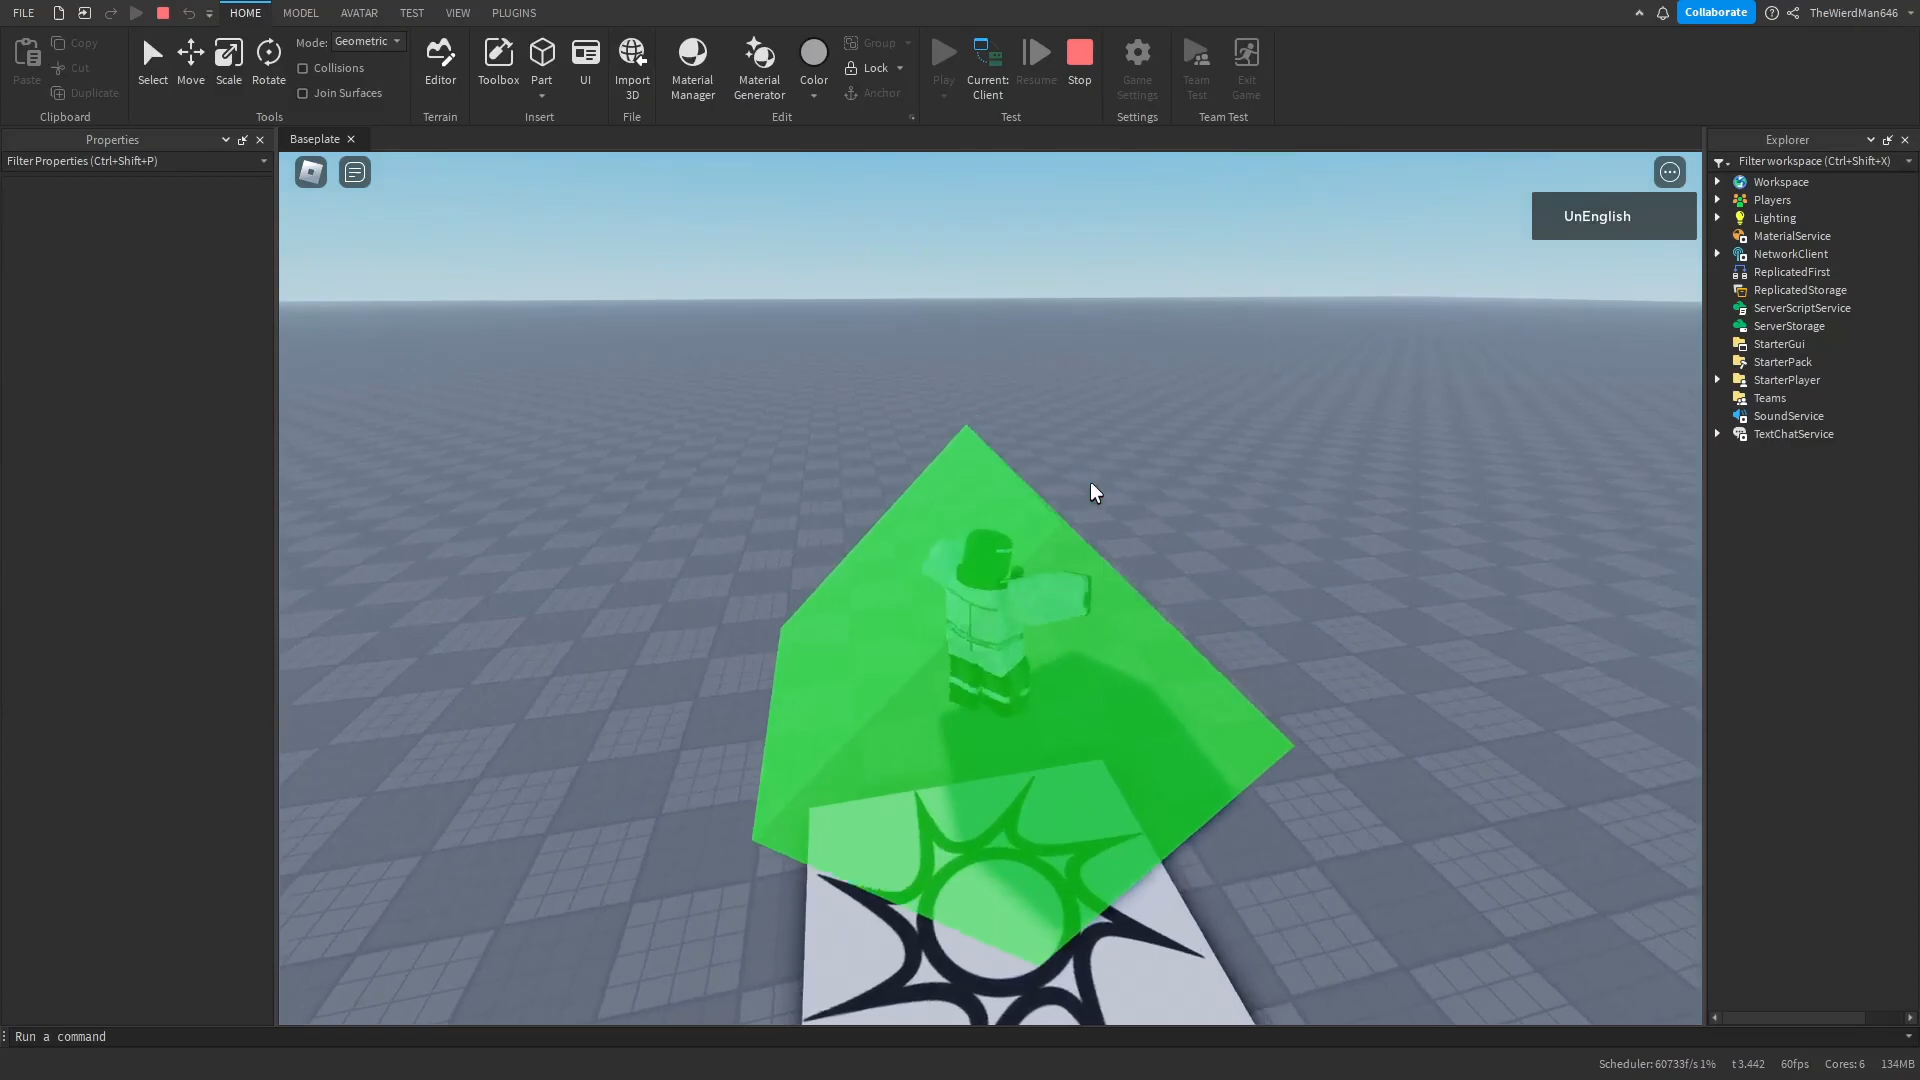 FILE HOME MODEL AVATAR TEST VIEW PLUGINS Collaborate TheWierdMan646
Paste Copy Cut Duplicate
Clipboard
Select Move Scale Rotate
Mode: Geometric
Collisions
Join Surfaces
Tools
Editor
Terrain
Toolbox Part UI
Insert
Import 3D
File
Material Manager
Material Generator
Color
Group
Lock
Anchor
Edit
Play
Current: Client
Resume
Stop
Test
Game Settings
Settings
Team Test
Exit Game
Team Test
Properties
Filter Properties (Ctrl+Shift+P)
Baseplate
UnEnglish
Explorer
Filter workspace (Ctrl+Shift+X)
Workspace
Players
Lighting
MaterialService
NetworkClient
ReplicatedFirst
ReplicatedStorage
ServerScriptService
ServerStorage
StarterGui
StarterPack
StarterPlayer
Teams
SoundService
TextChatService
Run a command
Scheduler: 60733f/s 1% t 3.442 60fps Cores: 6 134MB